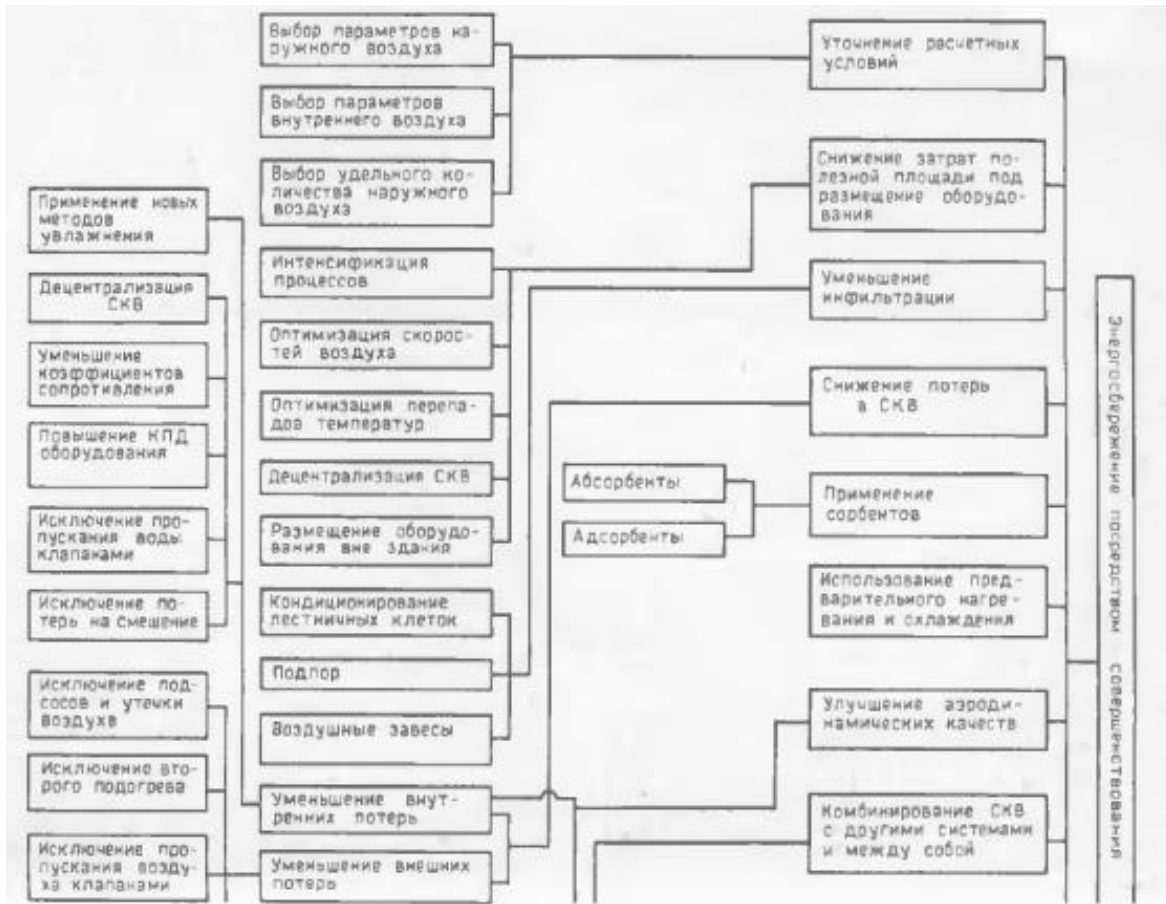 Выбор параметров на-
ружного воздуха
Выбор параметров
внутреннего воздуха
Выбор удельного ко-
личества наружного
воздуха
Интенсификация
процессов
Оптимизация скорос-
тей воздуха
Оптимизация перепа-
дов температур
Децентрализация СКВ
Размещение оборудо-
вания вне здания
Кондиционирование
лестничных клеток
Подпор
Воздушные завесы
Уменьшение внут-
ренних потерь
Уменьшение внешних
потерь
Применение новых
методов
увлажнения
Децентрализация
СКВ
Уменьшение
коэффициентов
сопротивления
Повышение КПД
оборудования
Исключение про-
пускания воды
клапанами
Исключение по-
терь на смешение
Исключение под-
сосов и утечки
воздуха
Исключение вто-
рого подогрева
Исключение про-
пускания возду-
ха клапанами
Абсорбенты
Адсорбенты
Уточнение расчетных
условий
Снижение затрат по-
лезной площади под
размещение оборудо-
вания
Уменьшение
инфильтрации
Снижение потерь
в СКВ
Применение
сорбентов
Использование пред-
варительного нагре-
вания и охлаждения
Улучшение аэроди-
намических качеств
Комбинирование СКВ
с другими системами
и между собой
Энергосбережение посредством совершенствования